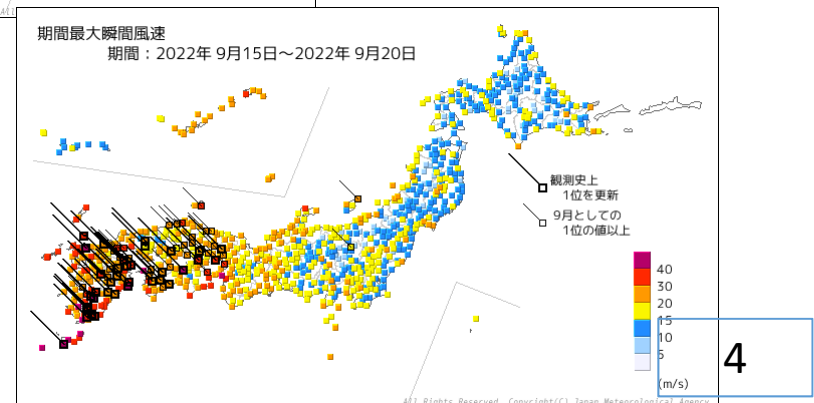 All
期間最大瞬間風速
期間：2022年 9月15日～2022年 9月20日
観測史上
1位を更新
9月としての
1位の値以上
40
30
20
15
10
5
(m/s)
4
All Rights Reserved. Copyright(C) Japan Meteorological Agency